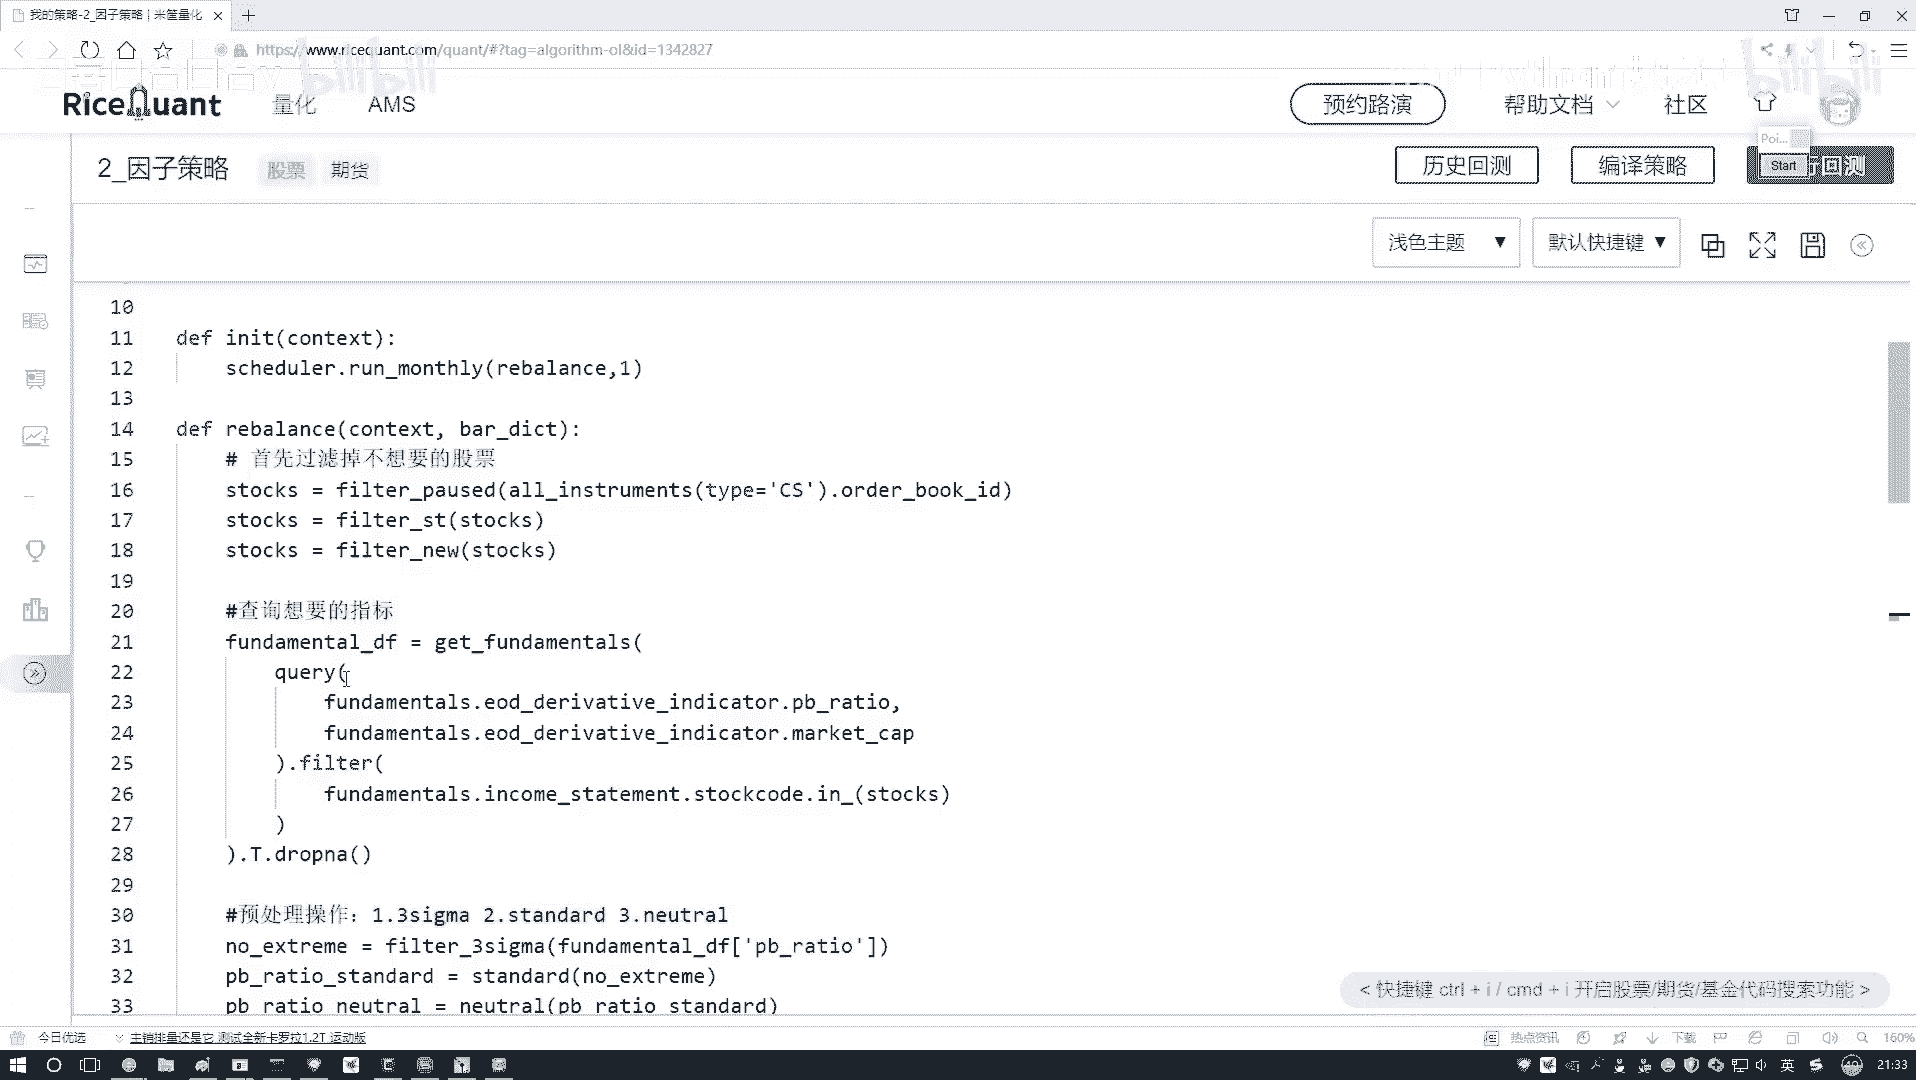 我的策略-2_因子策略 | 米筐量化
https://www.ricequant.com/quant/#?tag=algorithm-ol&id=1342827
bilibili
RiceQuant 量化 AMS 预约路演 帮助文档 社区
Poi...
2_因子策略 股票 期货 历史回测 编译策略 Start 回测
浅色主题 ▼ 默认快捷键 ▼
10
11 def init(context):
12 scheduler.run_monthly(rebalance,1)
13
14 def rebalance(context, bar_dict):
15 # 首先过滤掉不想要的股票
16 stocks = filter_paused(all_instruments(type='CS').order_book_id)
17 stocks = filter_st(stocks)
18 stocks = filter_new(stocks)
19
20 #查询想要的指标
21 fundamental_df = get_fundamentals(
22 query(
23 fundamentals.eod_derivative_indicator.pb_ratio,
24 fundamentals.eod_derivative_indicator.market_cap
25 ).filter(
26 fundamentals.income_statement.stockcode.in_(stocks)
27 )
28 ).T.dropna()
29
30 #预处理操作：1.3sigma 2.standard 3.neutral
31 no_extreme = filter_3sigma(fundamental_df['pb_ratio'])
32 pb_ratio_standard = standard(no_extreme)
33 pb_ratio_neutral = neutral(pb_ratio_standard)
< 快捷键 ctrl + i / cmd + i 开启股票/期货/基金代码搜索功能 >
今日优选 主销排量还是它 测试全新卡罗拉1.2T 运动版 热点资讯 下载 160%
英 21:33